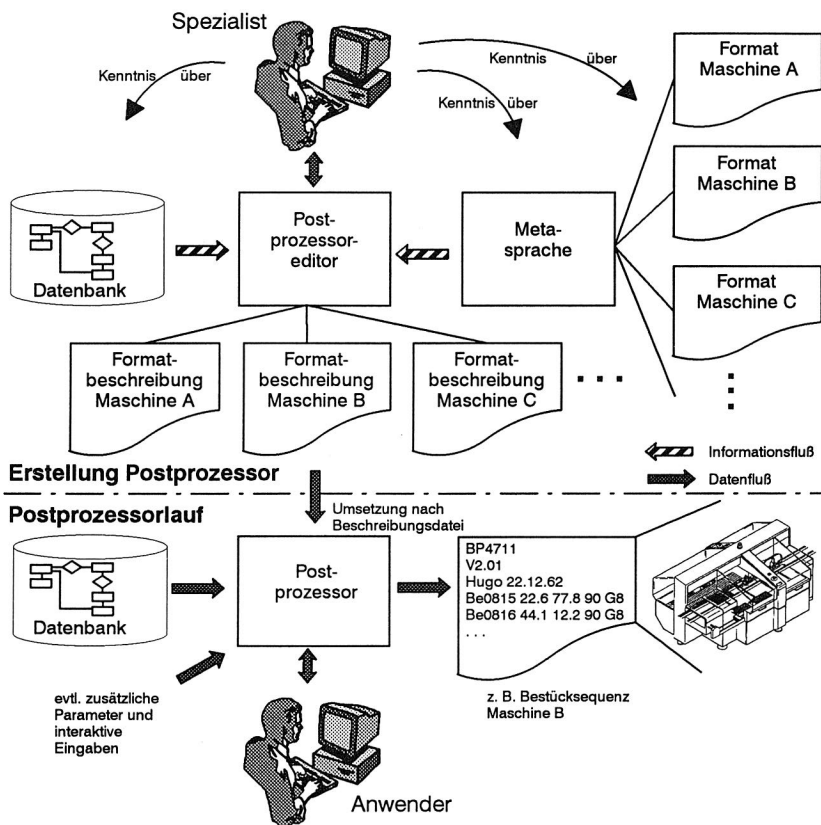 Spezialist
Kenntnis über
Kenntnis über
Kenntnis über
Format
Maschine A
Format
Maschine B
Format
Maschine C
Datenbank
Post-
prozessor-
editor
Meta-
sprache
Format-
beschreibung
Maschine A
Format-
beschreibung
Maschine B
Format-
beschreibung
Maschine C
. . . .
Informationsfluß
Datenfluß
Erstellung Postprozessor
Postprozessorlauf
Umsetzung nach
Beschreibungsdatei
Datenbank
Post-
prozessor
BP4711
V2.01
Hugo 22.12.62
Be0815 22.6 77.8 90 G8
Be0816 44.1 12.2 90 G8
. . .
evtl. zusätzliche
Parameter und
interaktive
Eingaben
z. B. Bestücksequenz
Maschine B
Anwender